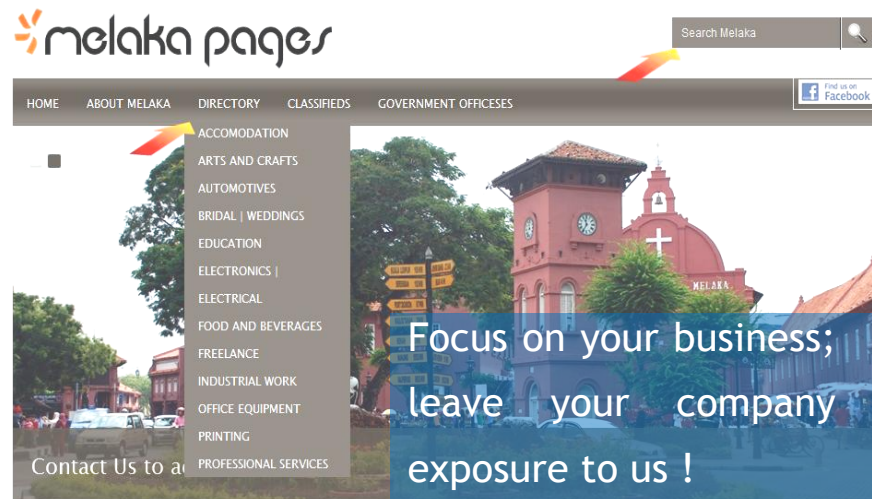 melaka pages
Search Melaka
Find us on
Facebook
HOME ABOUT MELAKA DIRECTORY CLASSIFIEDS GOVERNMENT OFFICESES
ACCOMODATION
ARTS AND CRAFTS
AUTOMOTIVES
BRIDAL | WEDDINGS
EDUCATION
ELECTRONICS |
ELECTRICAL
FOOD AND BEVERAGES
FREELANCE
INDUSTRIAL WORK
OFFICE EQUIPMENT
PRINTING
PROFESSIONAL SERVICES
MELAKA
Focus on your business;
leave your company
exposure to us !
Contact Us to